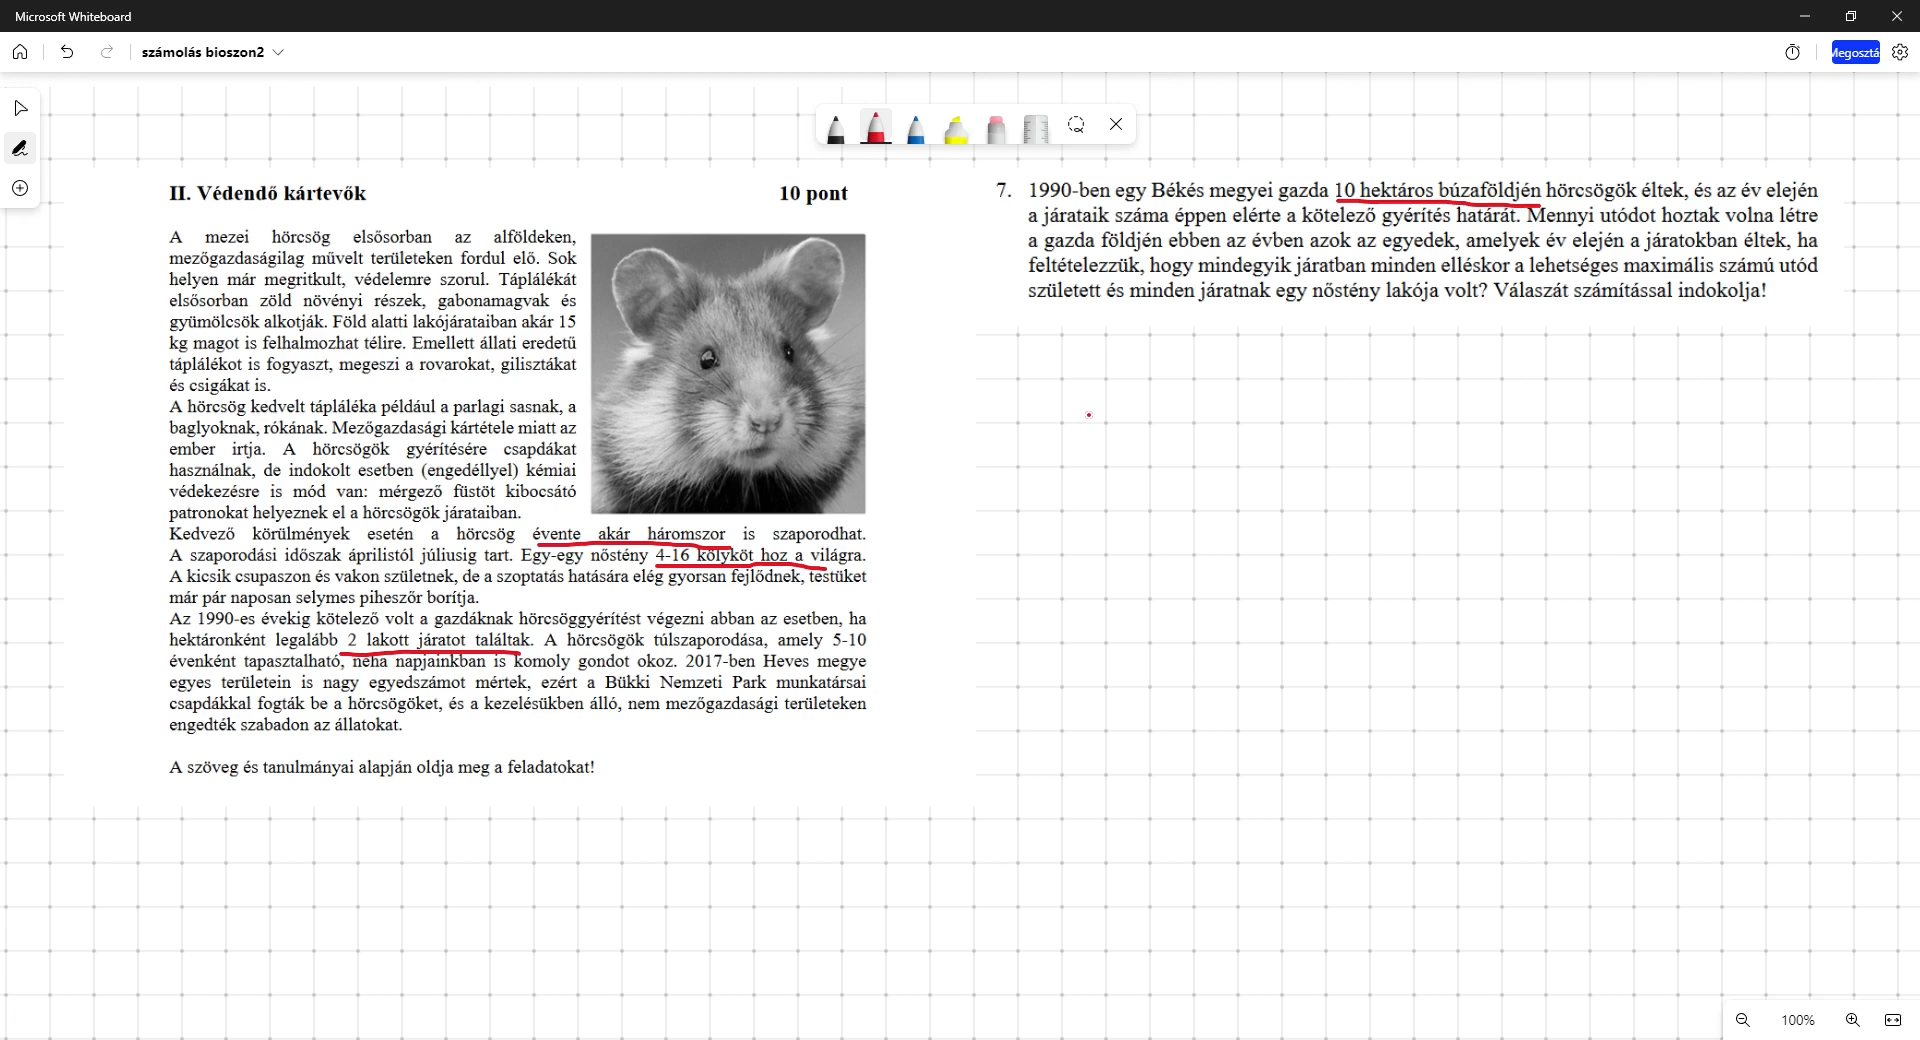 Microsoft Whiteboard
számolás bioszon2
Megosztá
II. Védendő kártevők 10 pont
A mezei hörcsög elsősorban az alföldeken,
mezőgazdaságilag művelt területeken fordul elő. Sok
helyen már megritkult, védelemre szorul. Táplálékát
elsősorban zöld növényi részek, gabonamagvak és
gyümölcsök alkotják. Föld alatti lakójárataiban akár 15
kg magot is felhalmozhat télire. Emellett állati eredetű
táplálékot is fogyaszt, megeszi a rovarokat, gilisztákat
és csigákat is.
A hörcsög kedvelt tápláléka például a parlagi sasnak, a
baglyoknak, rókának. Mezőgazdasági kártétele miatt az
ember irtja. A hörcsögök gyérítésére csapdákat
használnak, de indokolt esetben (engedéllyel) kémiai
védekezésre is mód van: mérgező füstöt kibocsátó
patronokat helyeznek el a hörcsögök járataiban.
Kedvező körülmények esetén a hörcsög évente akár háromszor is szaporodhat.
A szaporodási időszak áprilistól júliusig tart. Egy-egy nőstény 4-16 kölyköt hoz a világra.
A kicsik csupaszon és vakon születnek, de a szoptatás hatására elég gyorsan fejlődnek, testüket
már pár naposan selymes piheszőr borítja.
Az 1990-es évekig kötelező volt a gazdáknak hörcsöggyérítést végezni abban az esetben, ha
hektáronként legalább 2 lakott járatot találtak. A hörcsögök túlszaporodása, amely 5-10
évenként tapasztalható, néha napjainkban is komoly gondot okoz. 2017-ben Heves megye
egyes területein is nagy egyedszámot mértek, ezért a Bükki Nemzeti Park munkatársai
csapdákkal fogták be a hörcsögöket, és a kezelésükben álló, nem mezőgazdasági területeken
engedték szabadon az állatokat.
A szöveg és tanulmányai alapján oldja meg a feladatokat!
7. 1990-ben egy Békés megyei gazda 10 hektáros búzaföldjén hörcsögök éltek, és az év elején
a járataik száma éppen elérte a kötelező gyérítés határát. Mennyi utódot hoztak volna létre
a gazda földjén ebben az évben azok az egyedek, amelyek év elején a járatokban éltek, ha
feltételezzük, hogy mindegyik járatban minden elléskor a lehetséges maximális számú utód
született és minden járatnak egy nőstény lakója volt? Válaszát számítással indokolja!
100%